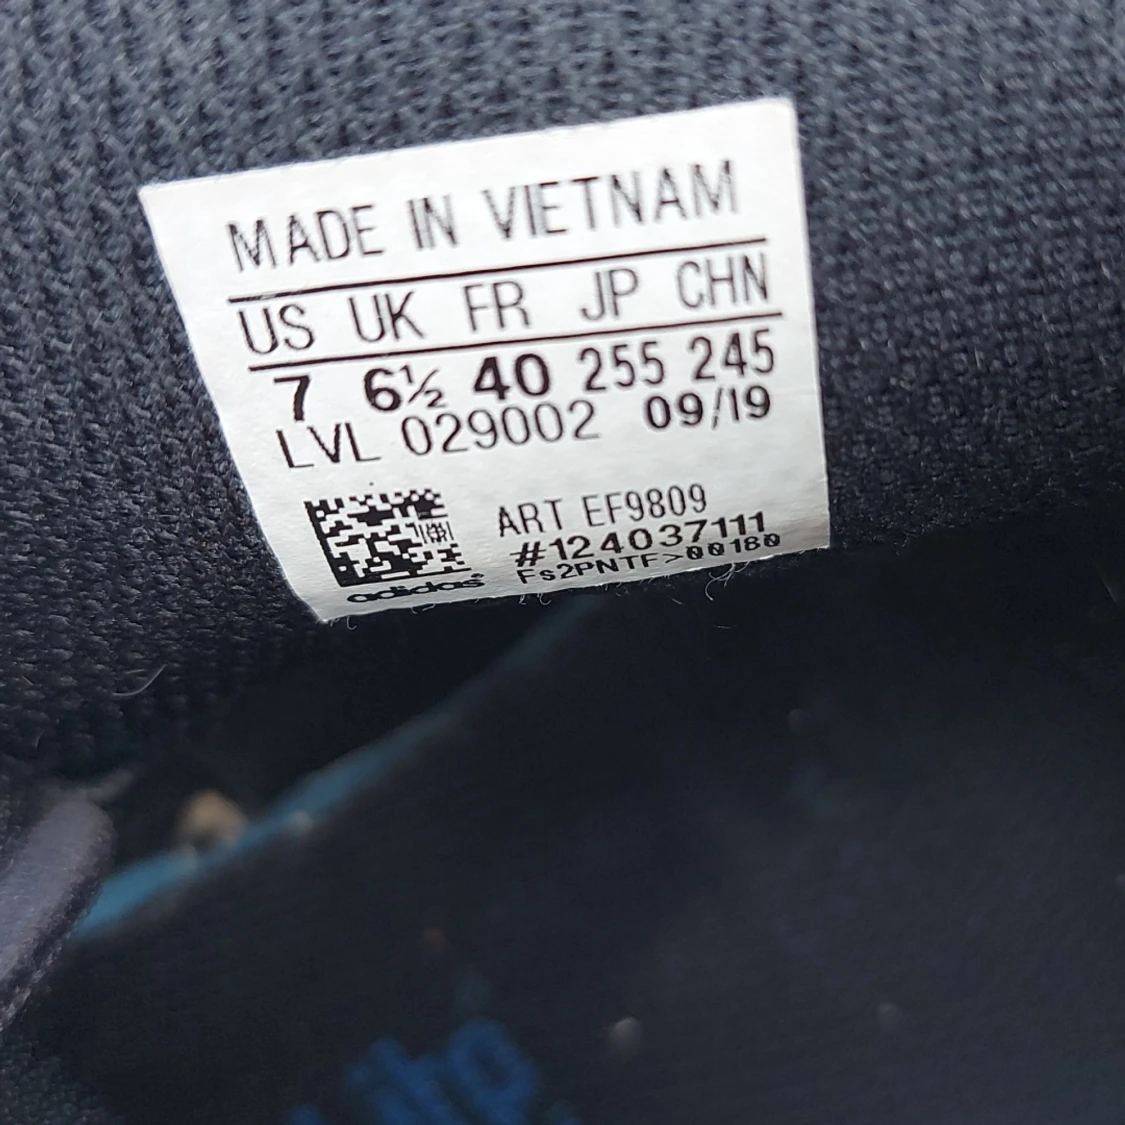 MADE IN VIETNAM
US UK FR JP CHN
7 6½ 40 255 245
LVL 029002 09/19
ART EF9809
#124037111
Fs2PNTF>00180
adidas